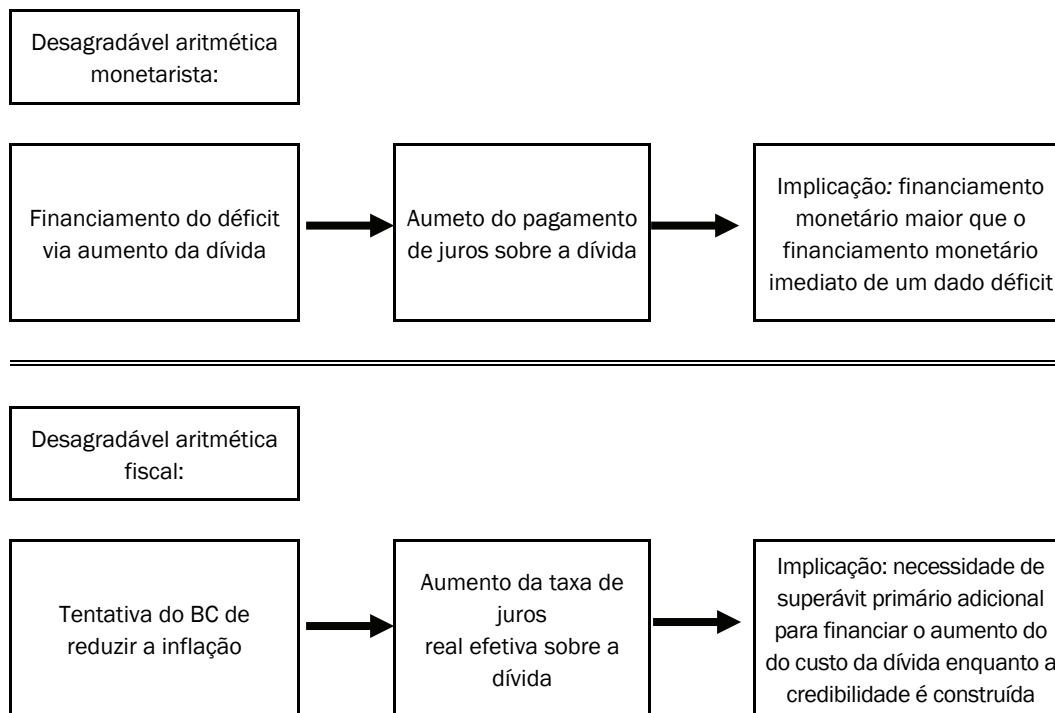 Desagradável aritmética
monetarista:
Financiamento do déficit
via aumento da dívida
Aumeto do pagamento
de juros sobre a dívida
Implicação: financiamento
monetário maior que o
financiamento monetário
imediato de um dado déficit
Desagradável aritmética
fiscal:
Tentativa do BC de
reduzir a inflação
Aumento da taxa de
juros
real efetiva sobre a
dívida
Implicação: necessidade de
superávit primário adicional
para financiar o aumento do
do custo da dívida enquanto a
credibilidade é construída